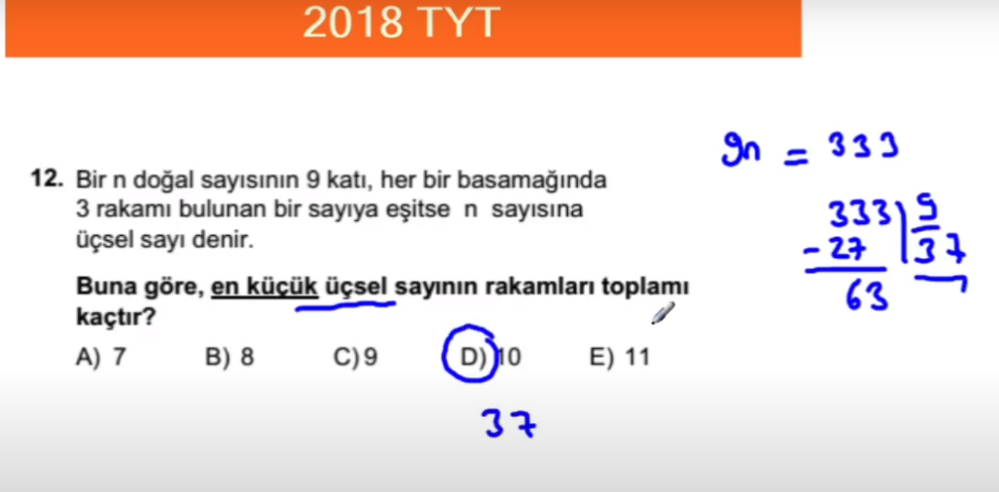 2018 TYT
12. Bir n doğal sayısının 9 katı, her bir basamağında
3 rakamı bulunan bir sayıya eşitse n sayısına
üçsel sayı denir.
Buna göre, en küçük üçsel sayının rakamları toplamı
kaçtır?
A) 7 B) 8 C) 9 D) 10 E) 11
37
9n = 333
333 9
- 27 37
63